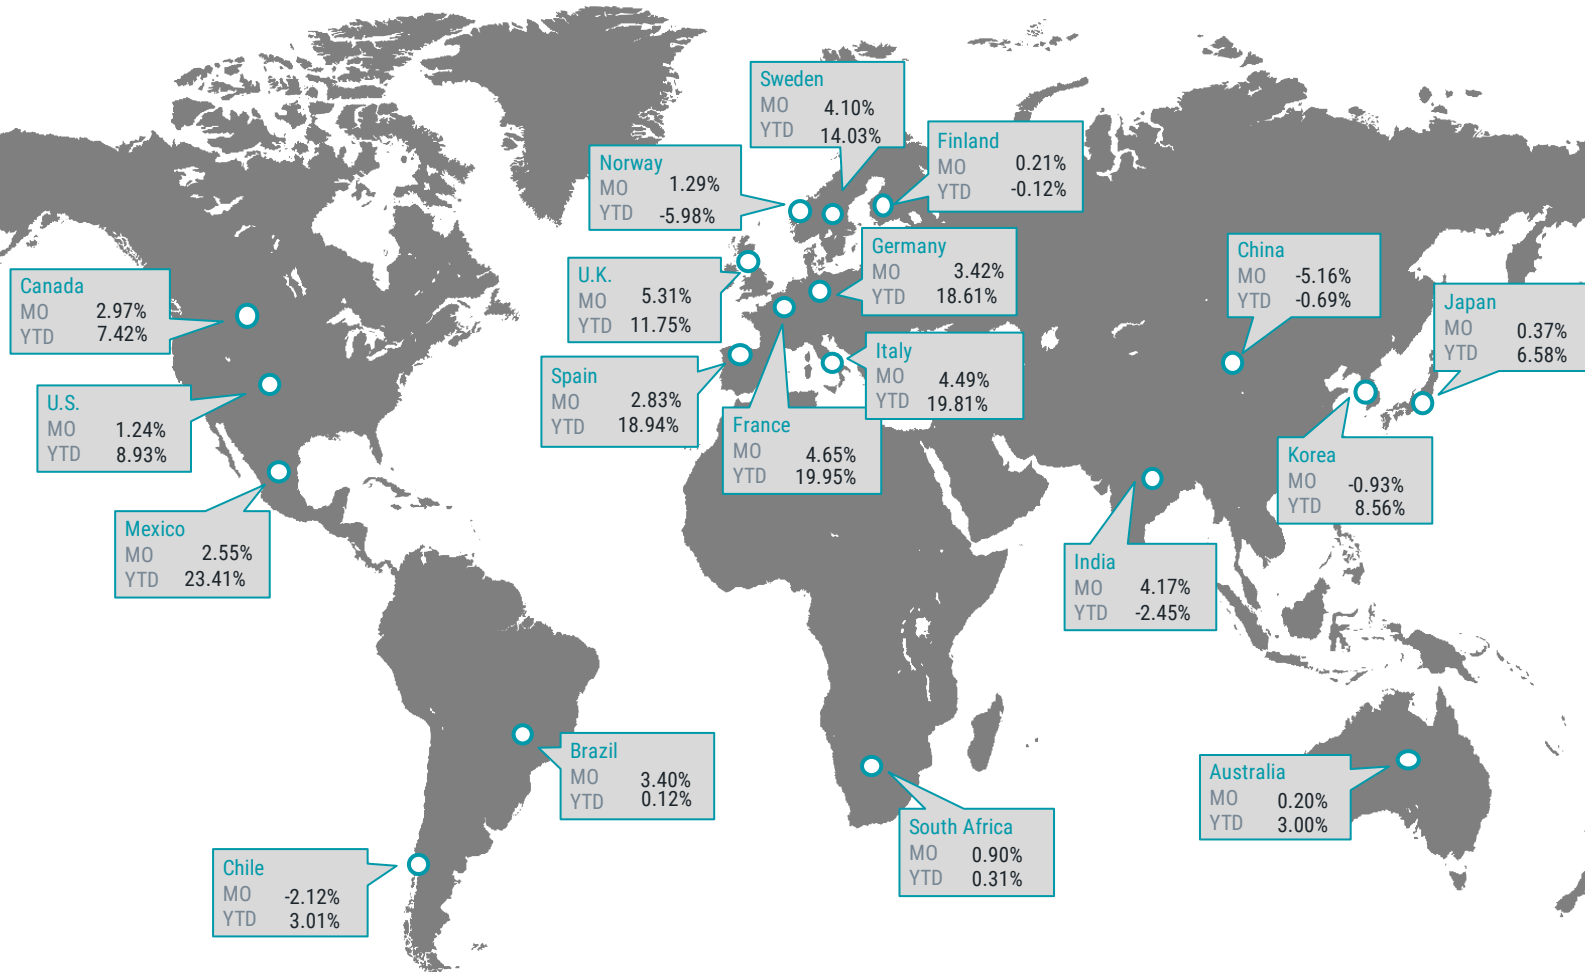 Sweden
MO 4.10%
YTD 14.03%
Finland
MO 0.21%
YTD -0.12%
Norway
MO 1.29%
YTD -5.98%
Germany
MO 3.42%
YTD 18.61%
China
MO -5.16%
YTD -0.69%
U.K.
MO 5.31%
YTD 11.75%
Canada
MO 2.97%
YTD 7.42%
Japan
MO 0.37%
YTD 6.58%
Italy
MO 4.49%
YTD 19.81%
Spain
MO 2.83%
YTD 18.94%
U.S.
MO 1.24%
YTD 8.93%
France
MO 4.65%
YTD 19.95%
Korea
MO -0.93%
YTD 8.56%
Mexico
MO 2.55%
YTD 23.41%
India
MO 4.17%
YTD -2.45%
Brazil
MO 3.40%
YTD 0.12%
Australia
MO 0.20%
YTD 3.00%
South Africa
MO 0.90%
YTD 0.31%
Chile
MO -2.12%
YTD 3.01%